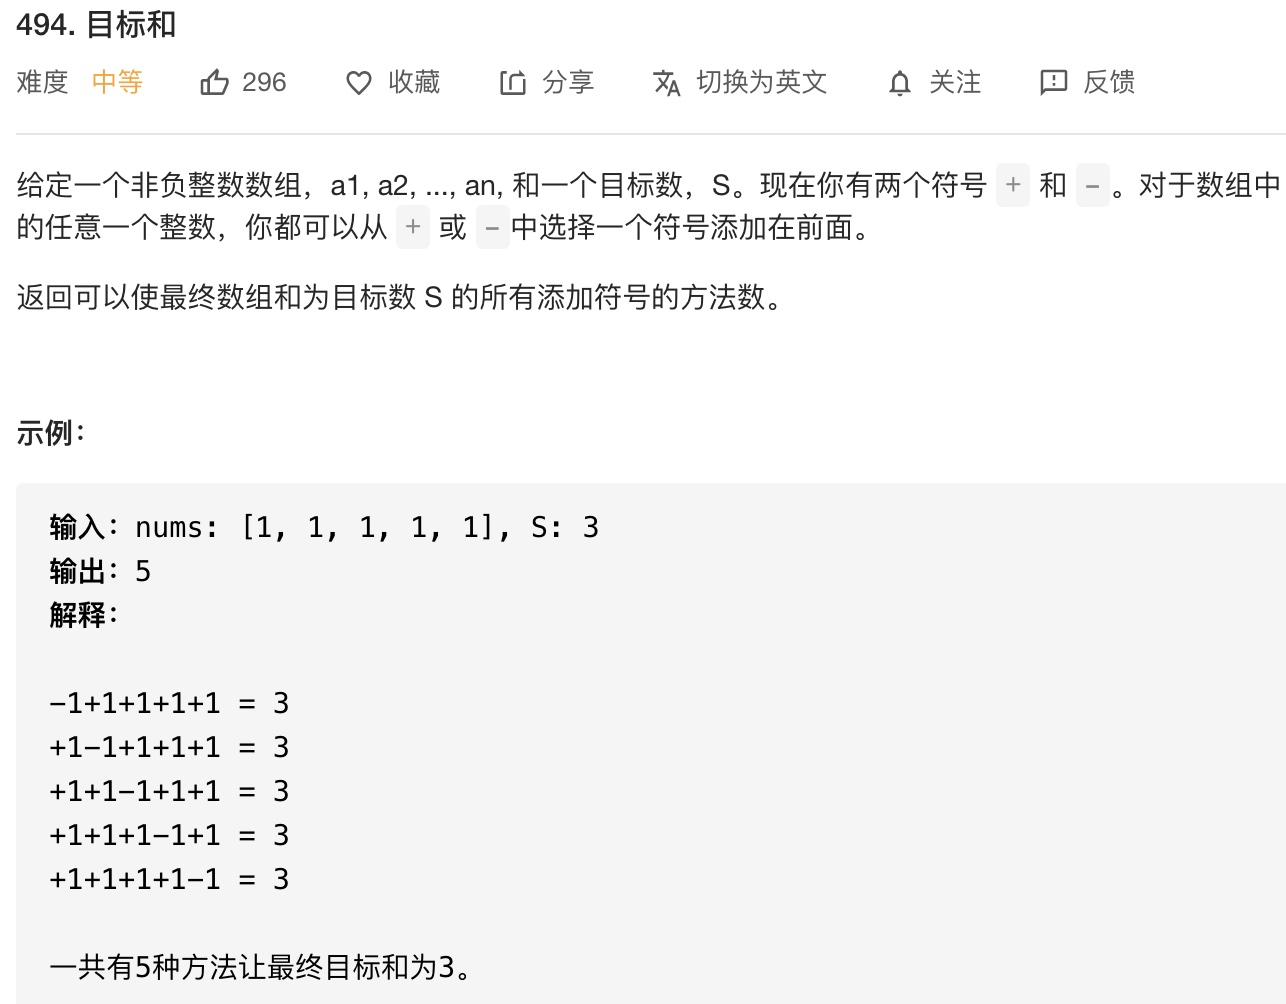 494. 目标和
难度 中等 296 收藏 分享 切换为英文 关注 反馈
给定一个非负整数数组，a1, a2, ..., an, 和一个目标数，S。现在你有两个符号 + 和 -。对于数组中
的任意一个整数，你都可以从 + 或 -中选择一个符号添加在前面。
返回可以使最终数组和为目标数 S 的所有添加符号的方法数。
示例：
输入：nums: [1, 1, 1, 1, 1], S: 3
输出：5
解释：
-1+1+1+1+1 = 3
+1-1+1+1+1 = 3
+1+1-1+1+1 = 3
+1+1+1-1+1 = 3
+1+1+1+1-1 = 3
一共有5种方法让最终目标和为3。